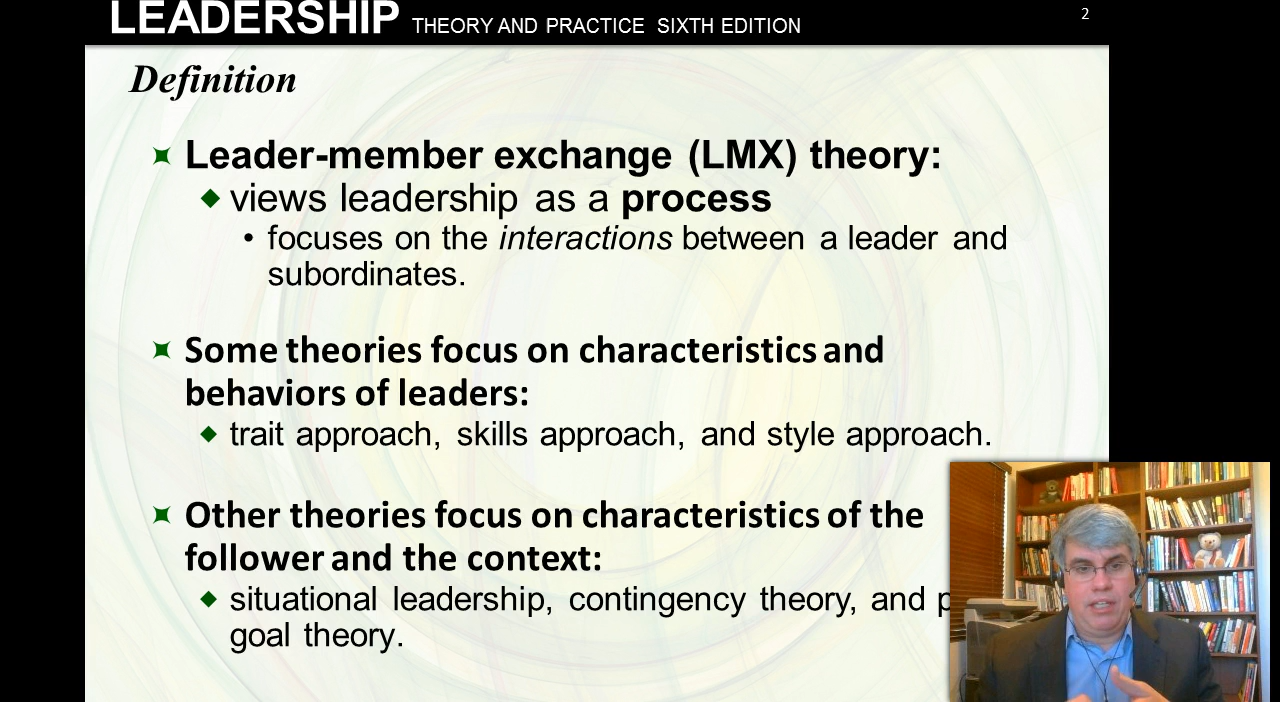 LEADERSHIP THEORY AND PRACTICE SIXTH EDITION
2
Definition
Leader-member exchange (LMX) theory:
views leadership as a process
• focuses on the interactions between a leader and
subordinates.
Some theories focus on characteristics and
behaviors of leaders:
trait approach, skills approach, and style approach.
Other theories focus on characteristics of the
follower and the context:
situational leadership, contingency theory, and
goal theory.